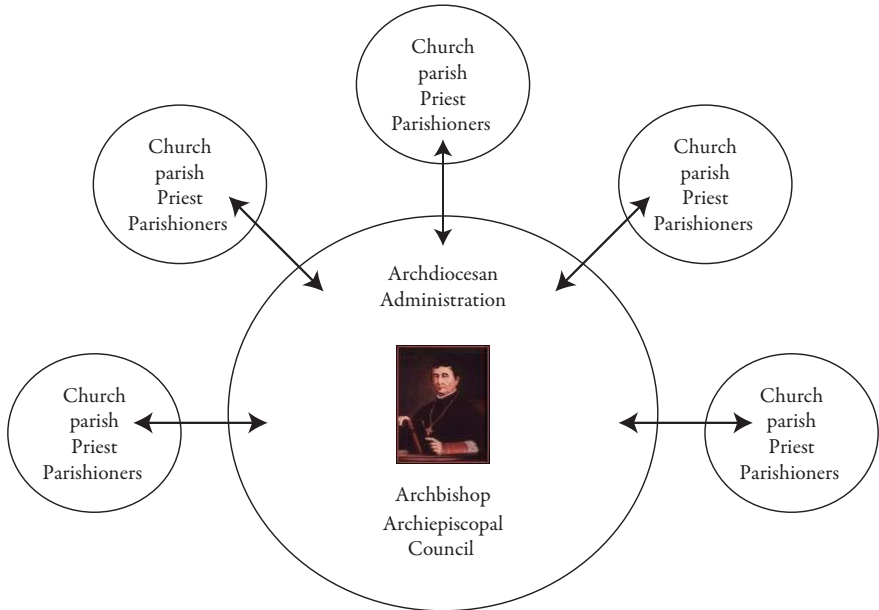 Church
parish
Priest
Parishioners
Church
parish
Priest
Parishioners
Church
parish
Priest
Parishioners
Archdiocesan
Administration
Church
parish
Priest
Parishioners
Church
parish
Priest
Parishioners
Archbishop
Archiepiscopal
Council